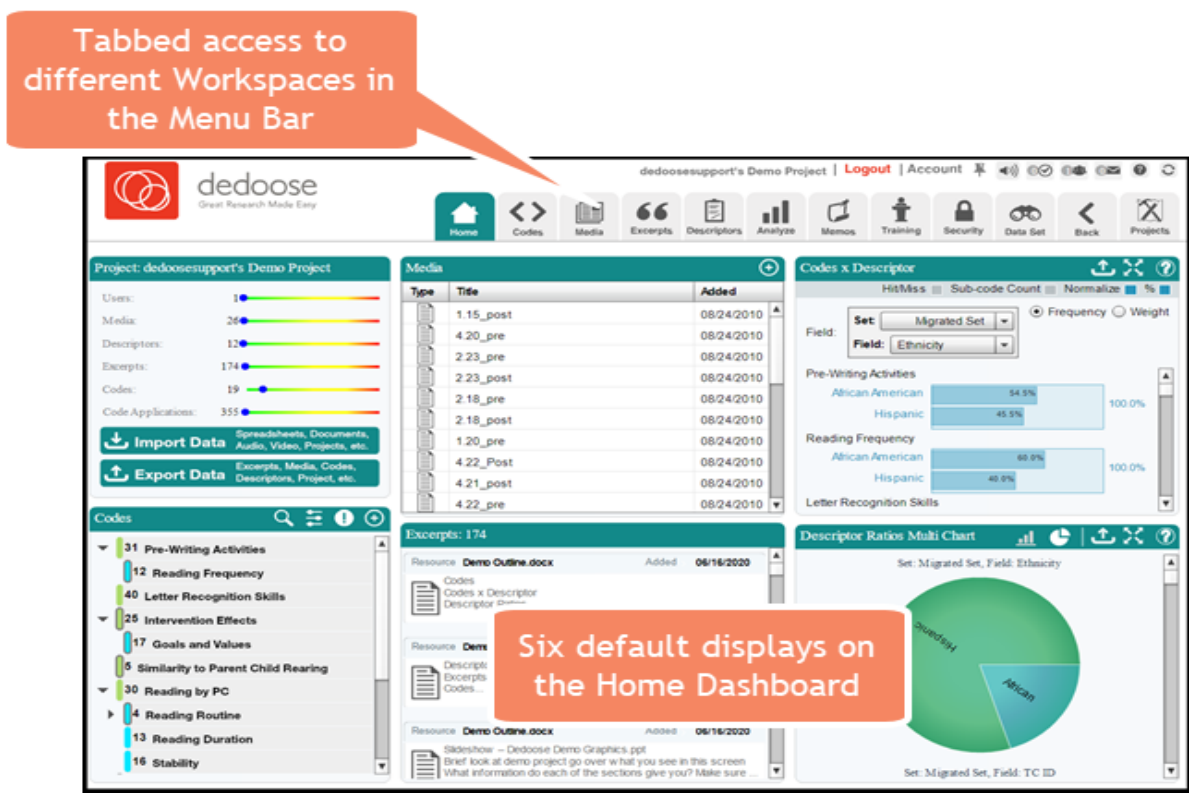 Tabbed access to
different Workspaces in
the Menu Bar
dedoose
Great Research Made Easy
dedoosesupport's Demo Project | Logout | Account
Home
Codes
Media
Excerpts
Descriptors
Analyze
Memos
Training
Security
Data Set
Back
Projects
Project: dedoosesupport's Demo Project
Users: 1
Media: 26
Descriptors: 12
Excerpts: 174
Codes: 19
Code Applications: 355
Import Data
Spreadsheets, Documents,
Audio, Video, Projects, etc.
Export Data
Excerpts, Media, Codes,
Descriptors, Project, etc.
Codes
31 Pre-Writing Activities
12 Reading Frequency
40 Letter Recognition Skills
25 Intervention Effects
17 Goals and Values
5 Similarity to Parent Child Rearing
30 Reading by PC
4 Reading Routine
13 Reading Duration
16 Stability
Media
Type Title Added
1.15_post 08/24/2010
4.20_pre 08/24/2010
2.23_pre 08/24/2010
2.23_post 08/24/2010
2.18_pre 08/24/2010
2.18_post 08/24/2010
1.20_pre 08/24/2010
4.22_Post 08/24/2010
4.21_post 08/24/2010
4.22_pre 08/24/2010
Excerpts: 174
Resource Demo Outline.docx Added 06/16/2020
Codes
Codes x Descriptor
Descriptor
Resource
Excerpts
Codes...
Six default displays on
the Home Dashboard
Resource Demo Outline.docx Added 06/16/2020
Slideshow – Dedoose Demo Graphics.ppt
Brief look at demo project go over what you see in this screen
What information do each of the sections give you? Make sure ...
Codes x Descriptor
Hit/Miss Sub-code Count Normalize %
Field:
Set: Migrated Set
Field: Ethnicity
Frequency Weight
Pre-Writing Activities
African American 54.5%
Hispanic 45.5%
100.0%
Reading Frequency
African American 60.0%
Hispanic 40.0%
100.0%
Letter Recognition Skills
Descriptor Ratios Multi Chart
Set: Migrated Set, Field: Ethnicity
Hispanic
African
Set: Migrated Set, Field: TC ID